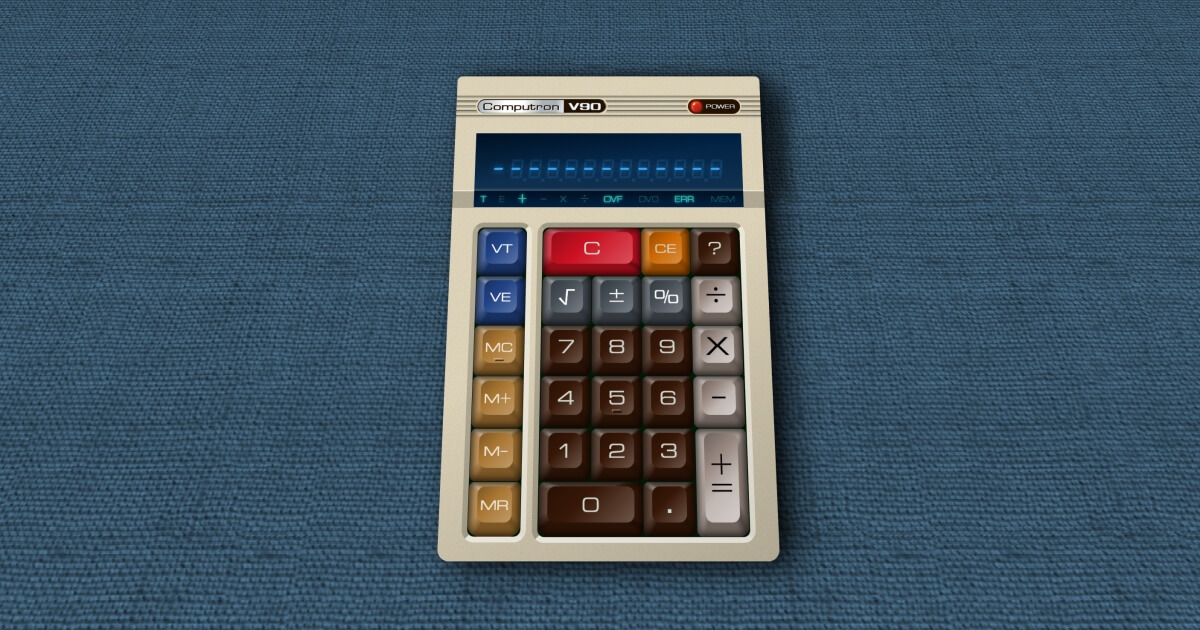 Computron V90 POWER
- - - - - - - - - - - - -
T E + - × ÷ OVF DVO ERR MEM
VT C CE ?
VE √ ± % ÷
MC 7 8 9 X
M+ 4 5 6 -
M- 1 2 3 + =
MR 0 .